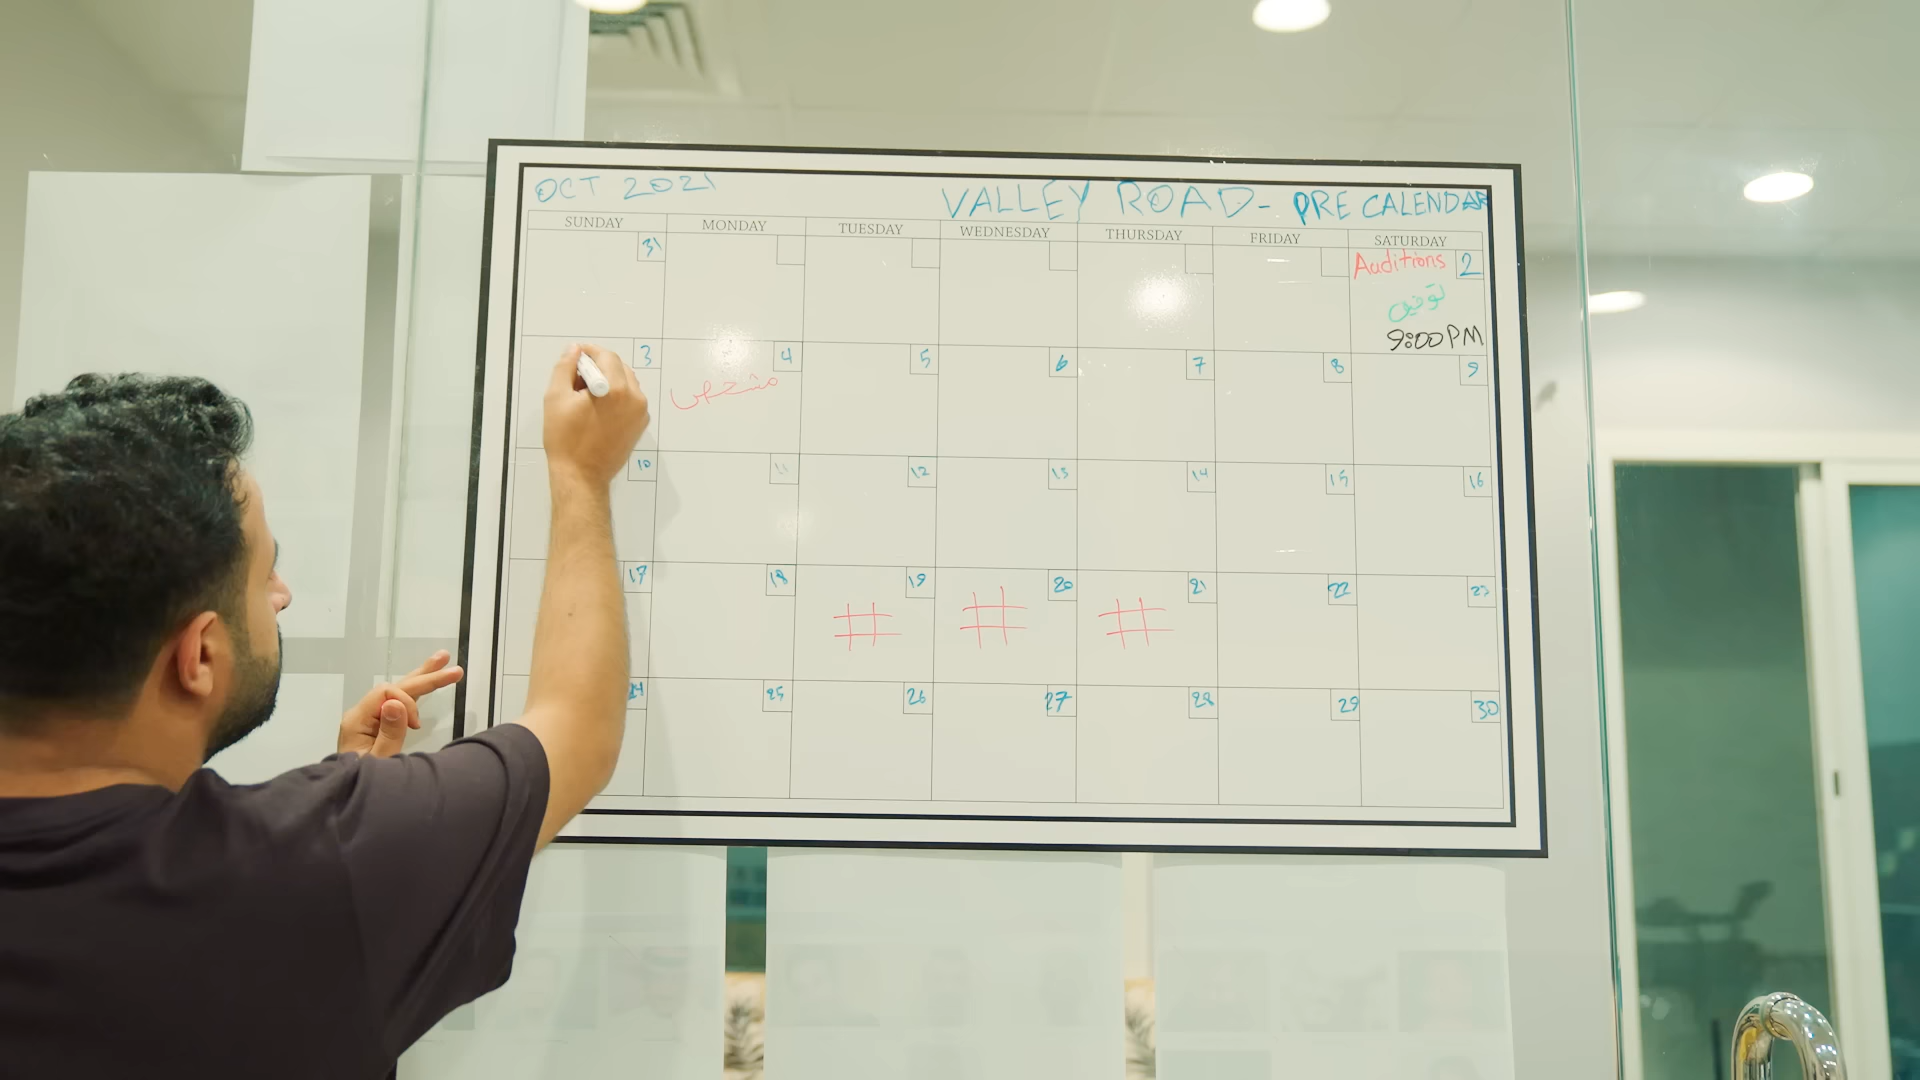 OCT 2021
VALLEY ROAD- PRE CALENDAR
SUNDAY MONDAY TUESDAY WEDNESDAY THURSDAY FRIDAY SATURDAY
31
Auditions 2
توفيق
9:00PM
3 4 5 6 7 8 9
10 11 12 13 14 15 16
17 18 19 20 21 22 23
# # #
24 25 26 27 28 29 30